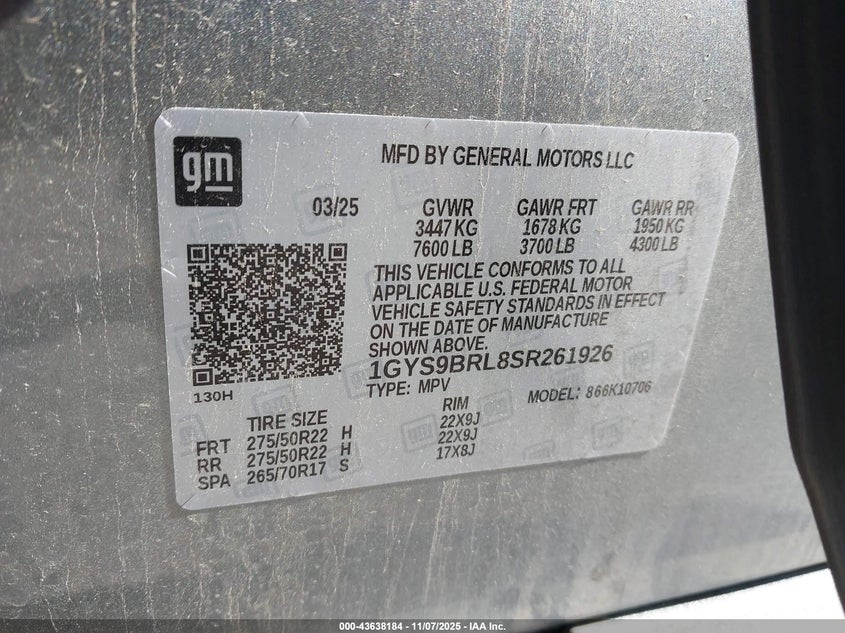 gm
MFD BY GENERAL MOTORS LLC
03/25 GVWR GAWR FRT GAWR RR
3447 KG 1678 KG 1950 KG
7600 LB 3700 LB 4300 LB
THIS VEHICLE CONFORMS TO ALL
APPLICABLE U.S. FEDERAL MOTOR
VEHICLE SAFETY STANDARDS IN EFFECT
ON THE DATE OF MANUFACTURE
SHOWN ABOVE.
1GYS9BRL8SR261926
130H
TYPE: MPV MODEL: 866K10706
TIRE SIZE RIM
FRT 275/50R22 H 22X9J
RR 275/50R22 H 22X9J
SPA 265/70R17 S 17X8J
000-43638184 - 11/07/2025 - IAA Inc.